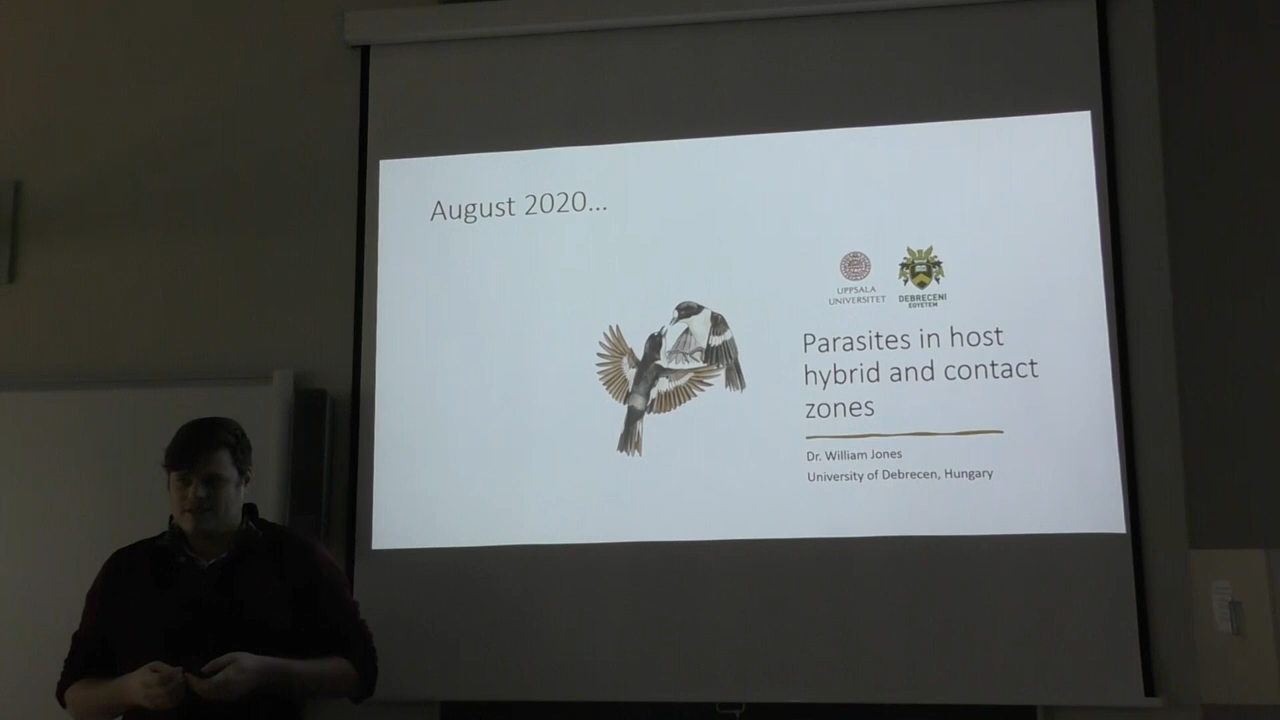 August 2020...
UPPSALA
UNIVERSITET
DEBRECENI
EGYETEM
Parasites in host
hybrid and contact
zones
Dr. William Jones
University of Debrecen, Hungary